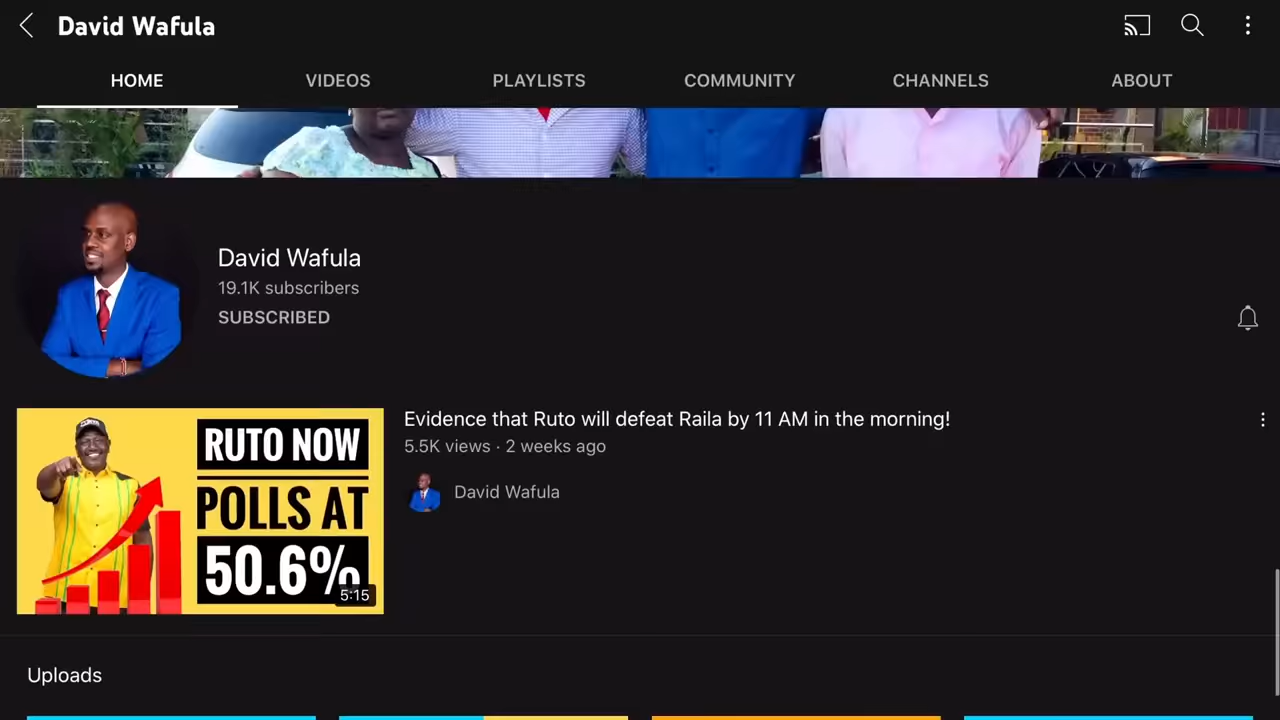 David Wafula
HOME
VIDEOS
PLAYLISTS
COMMUNITY
CHANNELS
ABOUT
David Wafula
19.1K subscribers
SUBSCRIBED
RUTO NOW
POLLS AT
50.6%
5:15
Evidence that Ruto will defeat Raila by 11 AM in the morning!
5.5K views · 2 weeks ago
David Wafula
Uploads